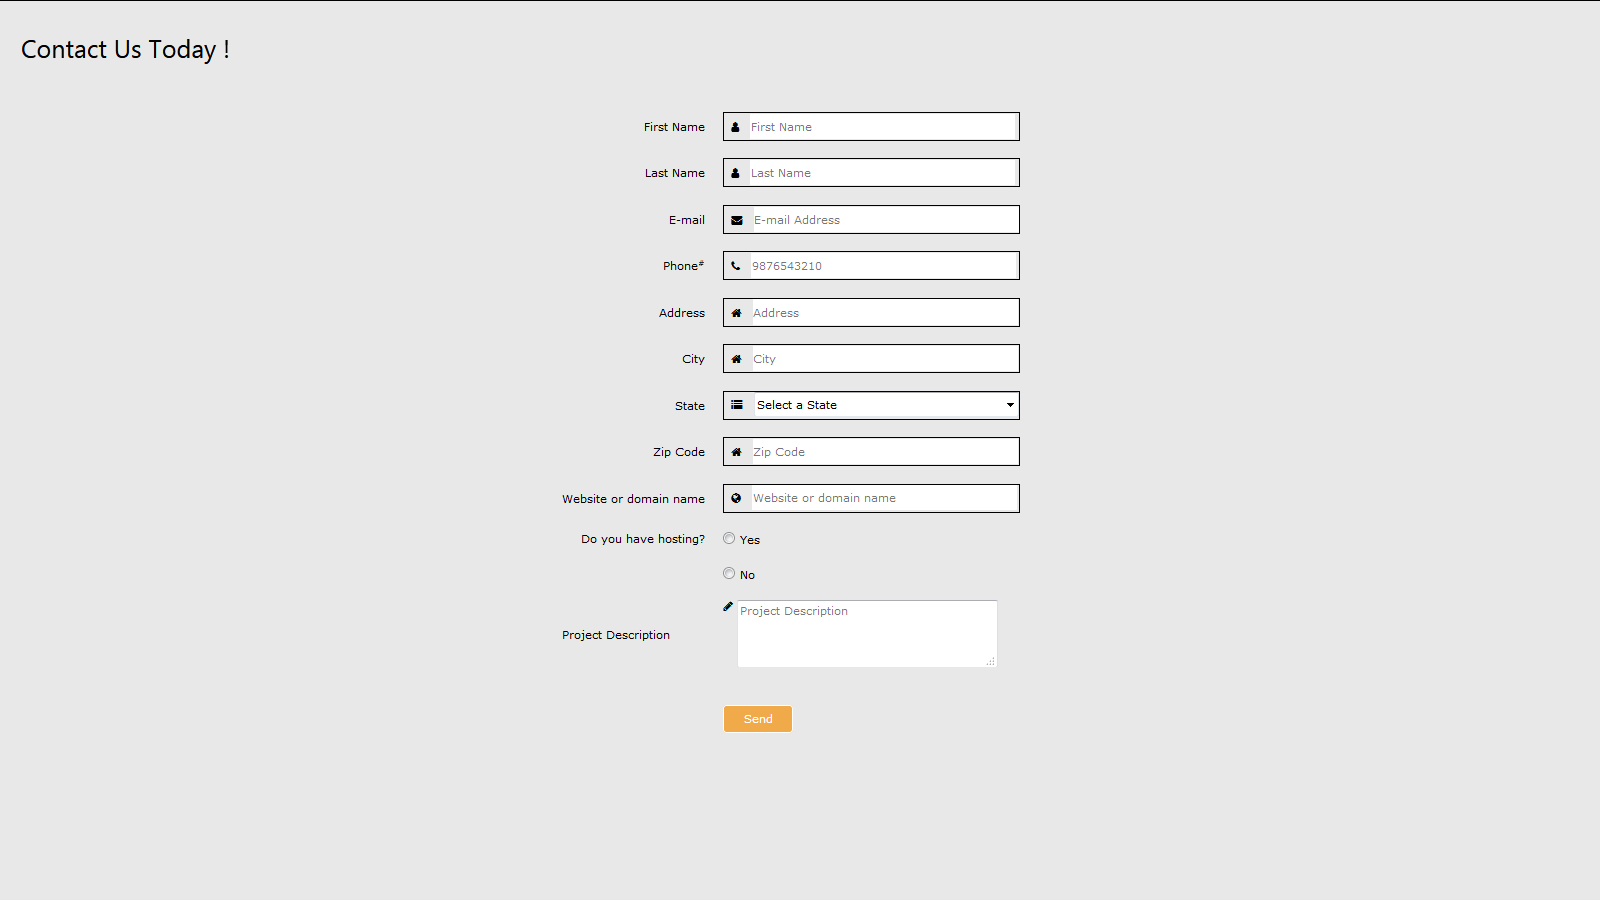 Contact Us Today !
First Name First Name
Last Name Last Name
E-mail E-mail Address
Phone# 9876543210
Address Address
City City
State Select a State
Zip Code Zip Code
Website or domain name Website or domain name
Do you have hosting? Yes
No
Project Description
Project Description
Send